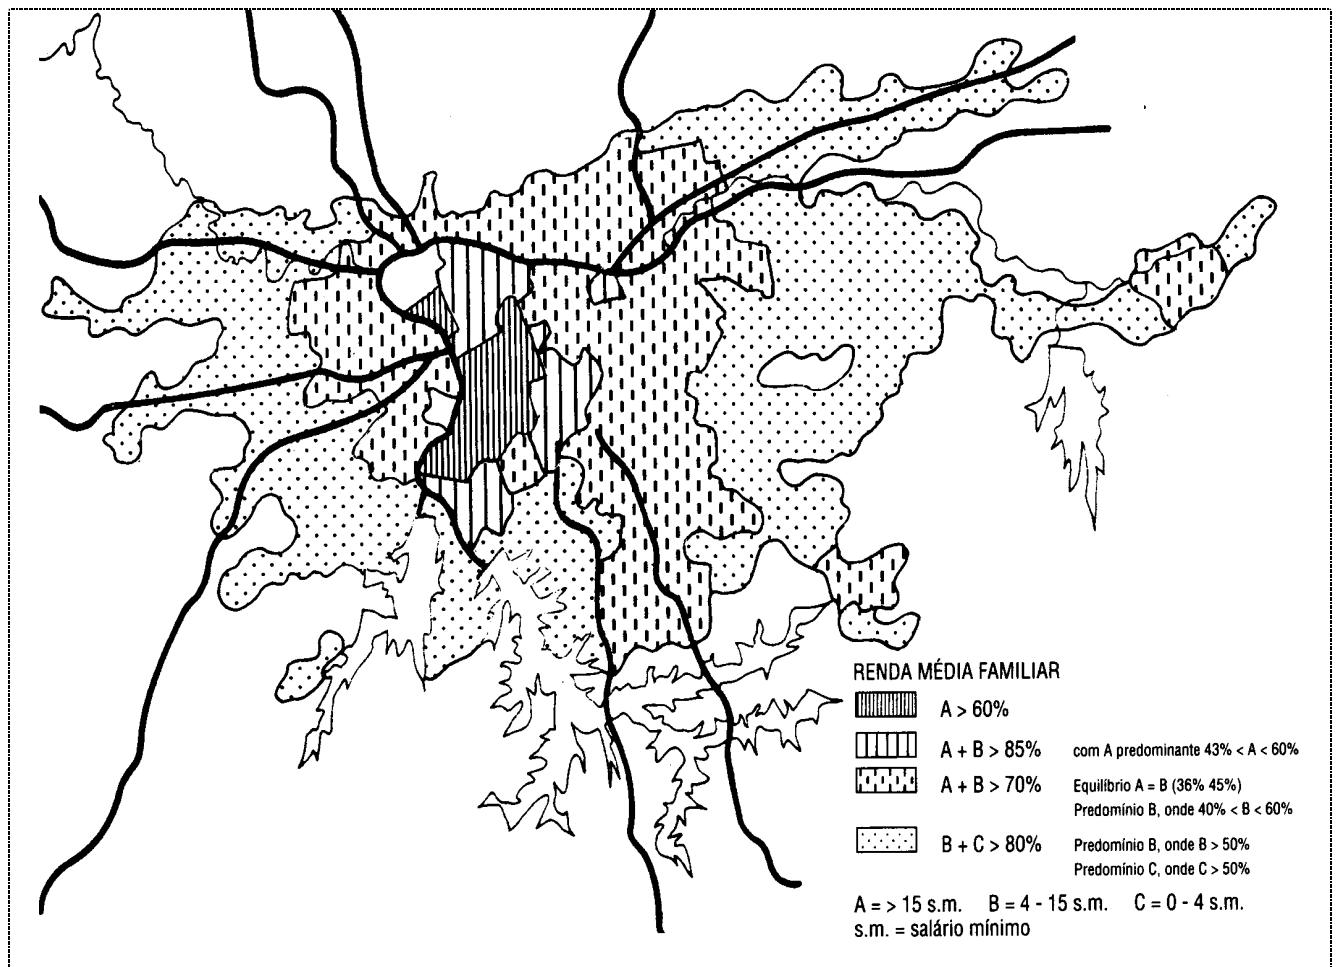 RENDA MÉDIA FAMILIAR
A > 60%
A + B > 85% com A predominante 43% < A < 60%
A + B > 70% Equilíbrio A = B (36% 45%)
Predomínio B, onde 40% < B < 60%
B + C > 80% Predomínio B, onde B > 50%
Predomínio C, onde C > 50%
A = > 15 s.m. B = 4 - 15 s.m. C = 0 - 4 s.m.
s.m. = salário mínimo